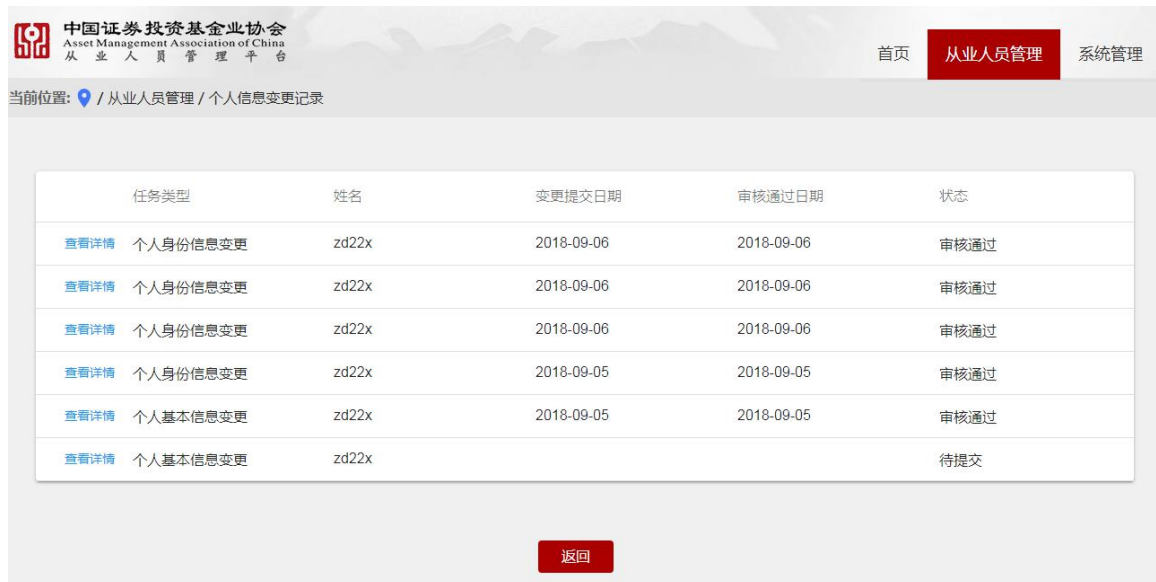 中国证券投资基金业协会
Asset Management Association of China
从业人员管理平台
首页 从业人员管理 系统管理
当前位置: / 从业人员管理 / 个人信息变更记录
任务类型 姓名 变更提交日期 审核通过日期 状态
查看详情 个人身份信息变更 zd22x 2018-09-06 2018-09-06 审核通过
查看详情 个人身份信息变更 zd22x 2018-09-06 2018-09-06 审核通过
查看详情 个人身份信息变更 zd22x 2018-09-06 2018-09-06 审核通过
查看详情 个人身份信息变更 zd22x 2018-09-05 2018-09-05 审核通过
查看详情 个人基本信息变更 zd22x 2018-09-05 2018-09-05 审核通过
查看详情 个人基本信息变更 zd22x 待提交
返回